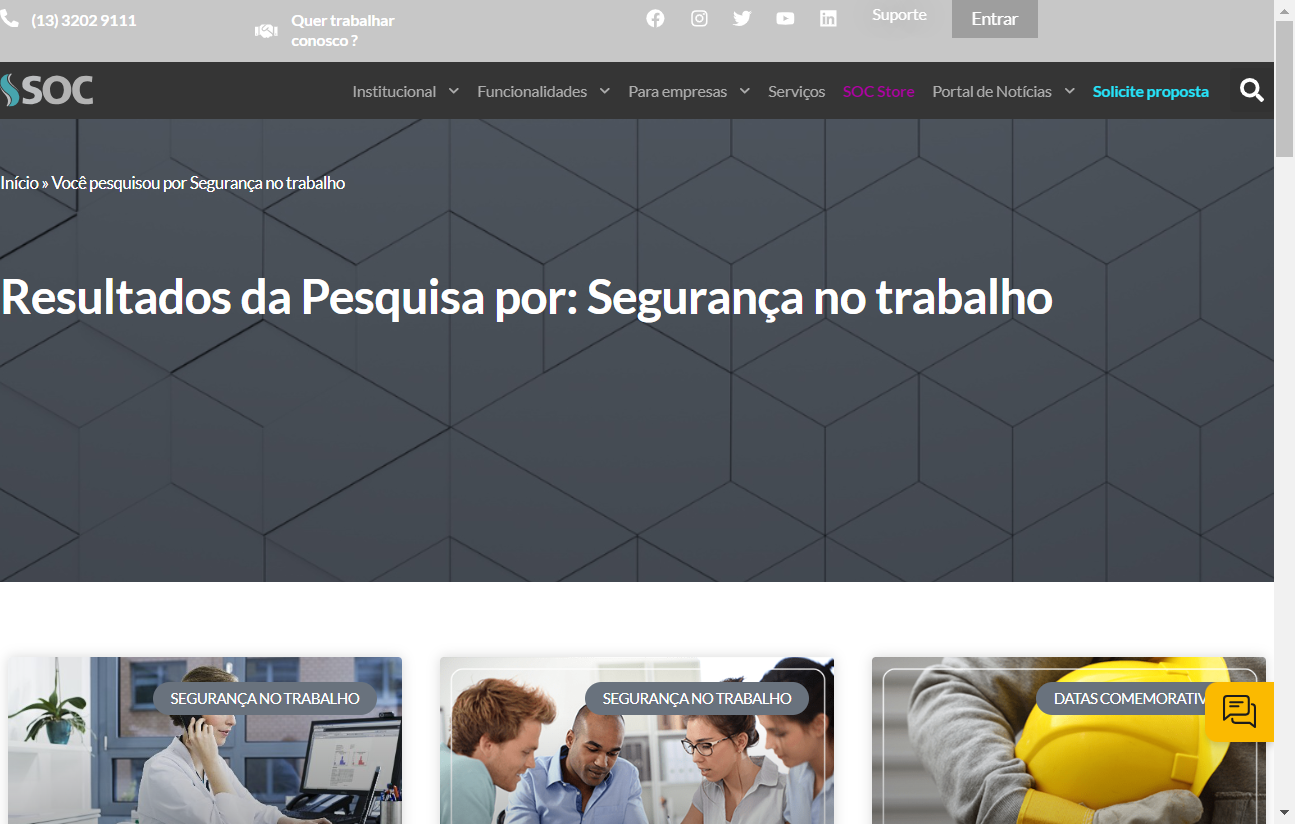 (13) 3202 9111
Quer trabalhar
conosco ?
Suporte
Entrar
SOC
Institucional
Funcionalidades
Para empresas
Serviços
SOC Store
Portal de Notícias
Solicite proposta
Início » Você pesquisou por Segurança no trabalho
Resultados da Pesquisa por: Segurança no trabalho
SEGURANÇA NO TRABALHO
SEGURANÇA NO TRABALHO
DATAS COMEMORATIV